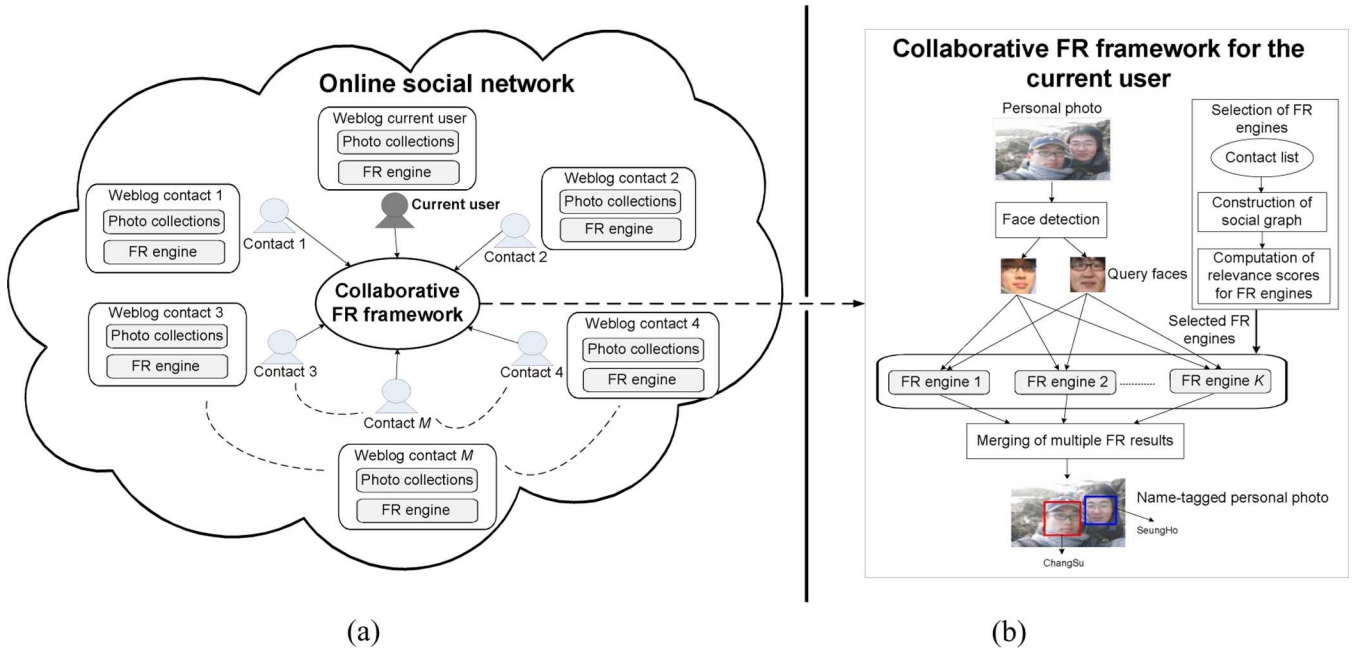 Online social network
Weblog current user
Photo collections
FR engine
Current user
Weblog contact 1
Photo collections
FR engine
Contact 1
Weblog contact 2
Photo collections
FR engine
Contact 2
Collaborative
FR framework
Weblog contact 3
Photo collections
FR engine
Contact 3
Weblog contact 4
Photo collections
FR engine
Contact 4
Contact M
Weblog contact M
Photo collections
FR engine
(a)
Collaborative FR framework for the
current user
Personal photo
Face detection
Query faces
Selection of FR
engines
Contact list
Construction of
social graph
Computation of
relevance scores
for FR engines
Selected FR
engines
FR engine 1
FR engine 2
FR engine K
Merging of multiple FR results
Name-tagged personal photo
SeungHo
ChangSu
(b)